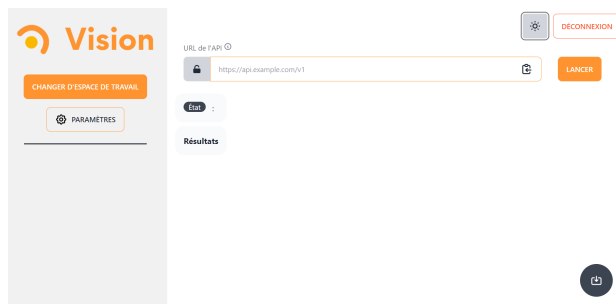 Vision
CHANGER D'ESPACE DE TRAVAIL
PARAMÈTRES
DÉCONNEXION
URL de l'API
https://api.example.com/v1
LANCER
État :
Résultats